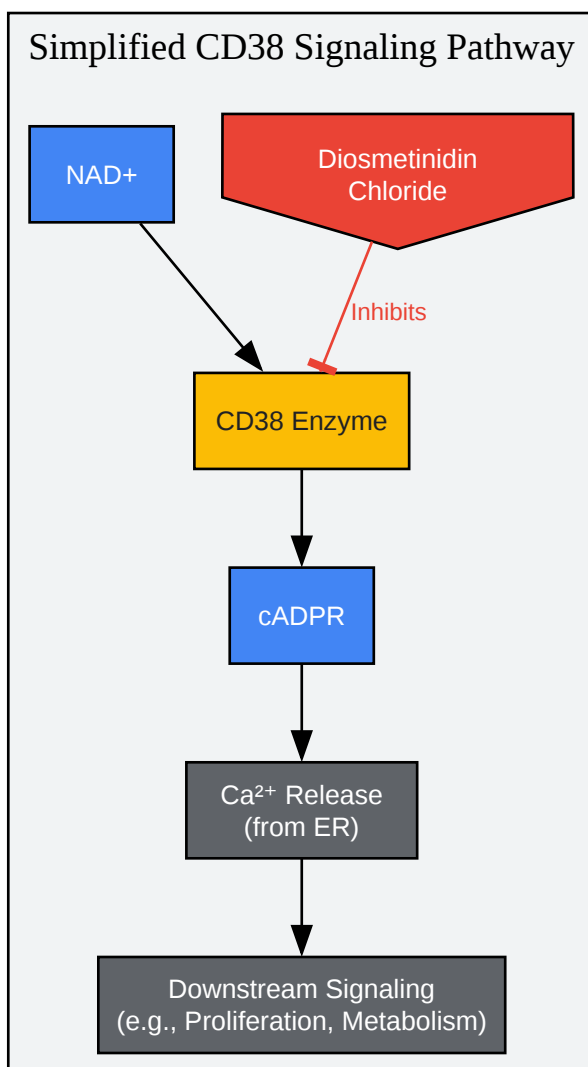 Simplified CD38 Signaling Pathway
NAD+
Diosmetinidin
Chloride
Inhibits
CD38 Enzyme
cADPR
Ca²⁺ Release
(from ER)
Downstream Signaling
(e.g., Proliferation, Metabolism)